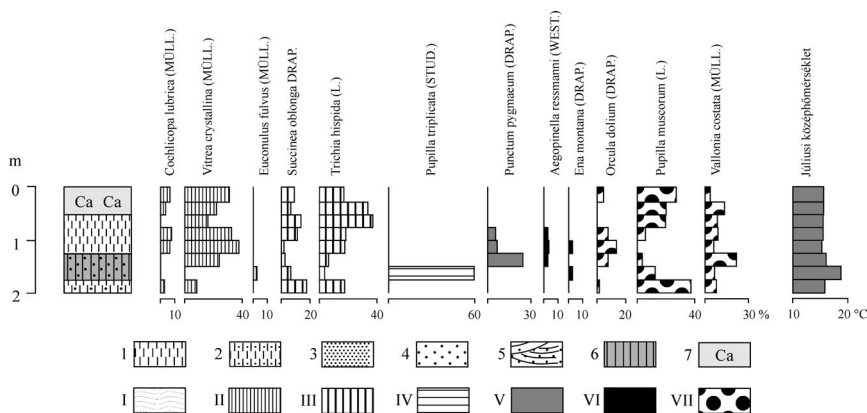 Cochlicopa lubrica (MÜLL.)
Vitrea crystallina (MÜLL.)
Euconulus fulvus (MÜLL.)
Succinea oblonga DRAP.
Trichia hispida (L.)
Pupilla triplicata (STUD.)
Punctum pygmaeum (DRAP.)
Aegopinella ressmanni (WEST.)
Ena montana (DRAP.)
Orcula dolium (DRAP.)
Pupilla muscorum (L.)
Vallonia costata (MÜLL.)
Júliusi középhőmérséklet
m
0
1
2
Ca Ca
10 40 10 20 40 60 30 10 10 20 40 30 % 10 20 ºC
1 2 3 4 5 6 7 Ca
I II III IV V VI VII